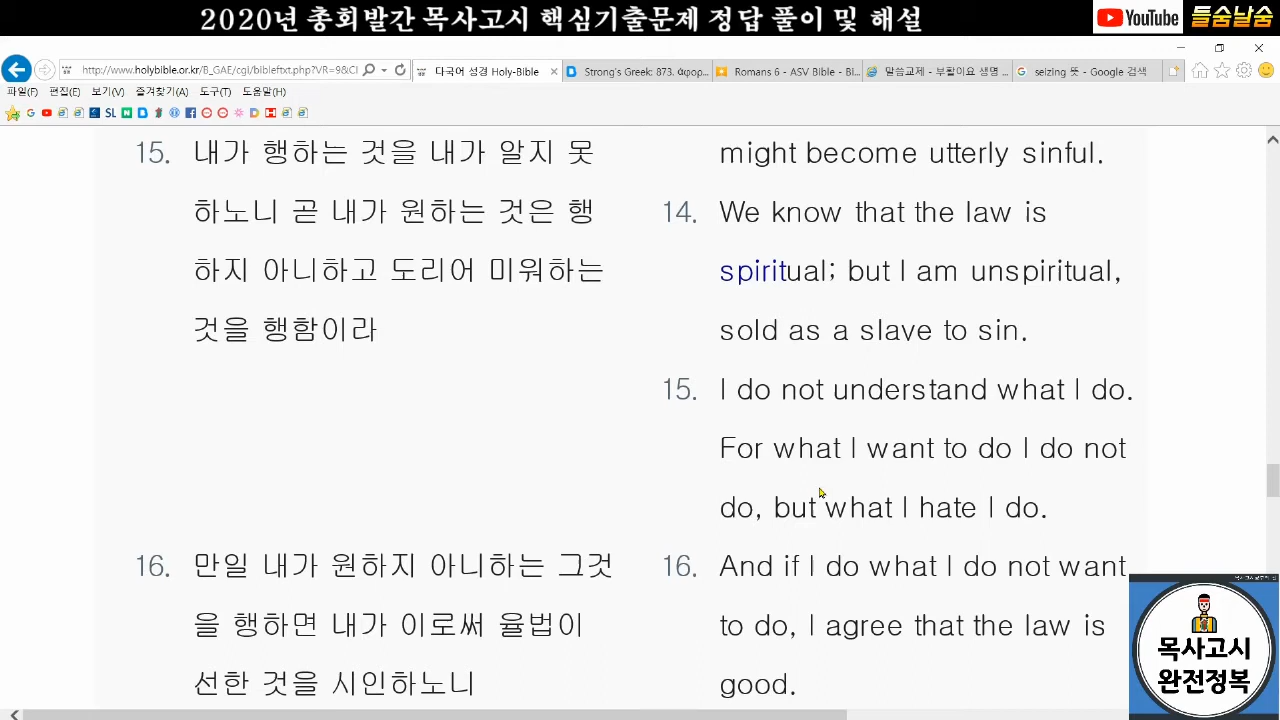 2020년 총회발간 목사고시 핵심기출문제 정답 풀이 및 해설
YouTube
들숨날숨
http://www.holybible.or.kr/B_GAE/cgi/bibleftxt.php?VR=9&CI
다국어 성경 Holy-Bible
Strong's Greek: 873. ἀφορ...
Romans 6 - ASV Bible - Bl...
말씀교제 - 부활이요 생명 ...
seizing 뜻 - Google 검색
파일(F) 편집(E) 보기(V) 즐겨찾기(A) 도구(T) 도움말(H)
15. 내가 행하는 것을 내가 알지 못
하노니 곧 내가 원하는 것은 행
하지 아니하고 도리어 미워하는
것을 행함이라
16. 만일 내가 원하지 아니하는 그것
을 행하면 내가 이로써 율법이
선한 것을 시인하노니
might become utterly sinful.
14. We know that the law is
spiritual; but I am unspiritual,
sold as a slave to sin.
15. I do not understand what I do.
For what I want to do I do not
do, but what I hate I do.
16. And if I do what I do not want
to do, I agree that the law is
good.
목사고시
완전정복